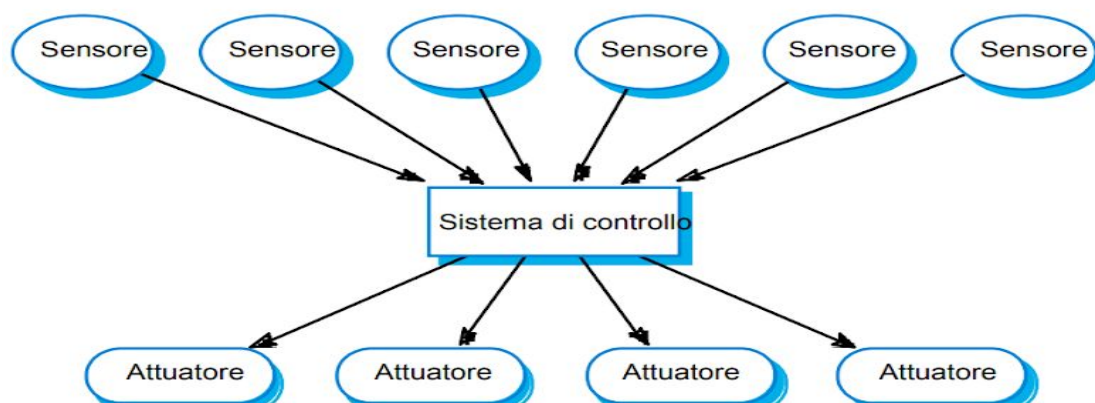 Sensore Sensore Sensore Sensore Sensore Sensore
Sistema di controllo
Attuatore Attuatore Attuatore Attuatore